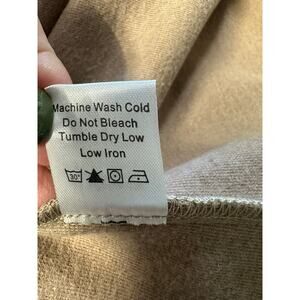 Machine Wash Cold
Do Not Bleach
Tumble Dry Low
Low Iron
30°